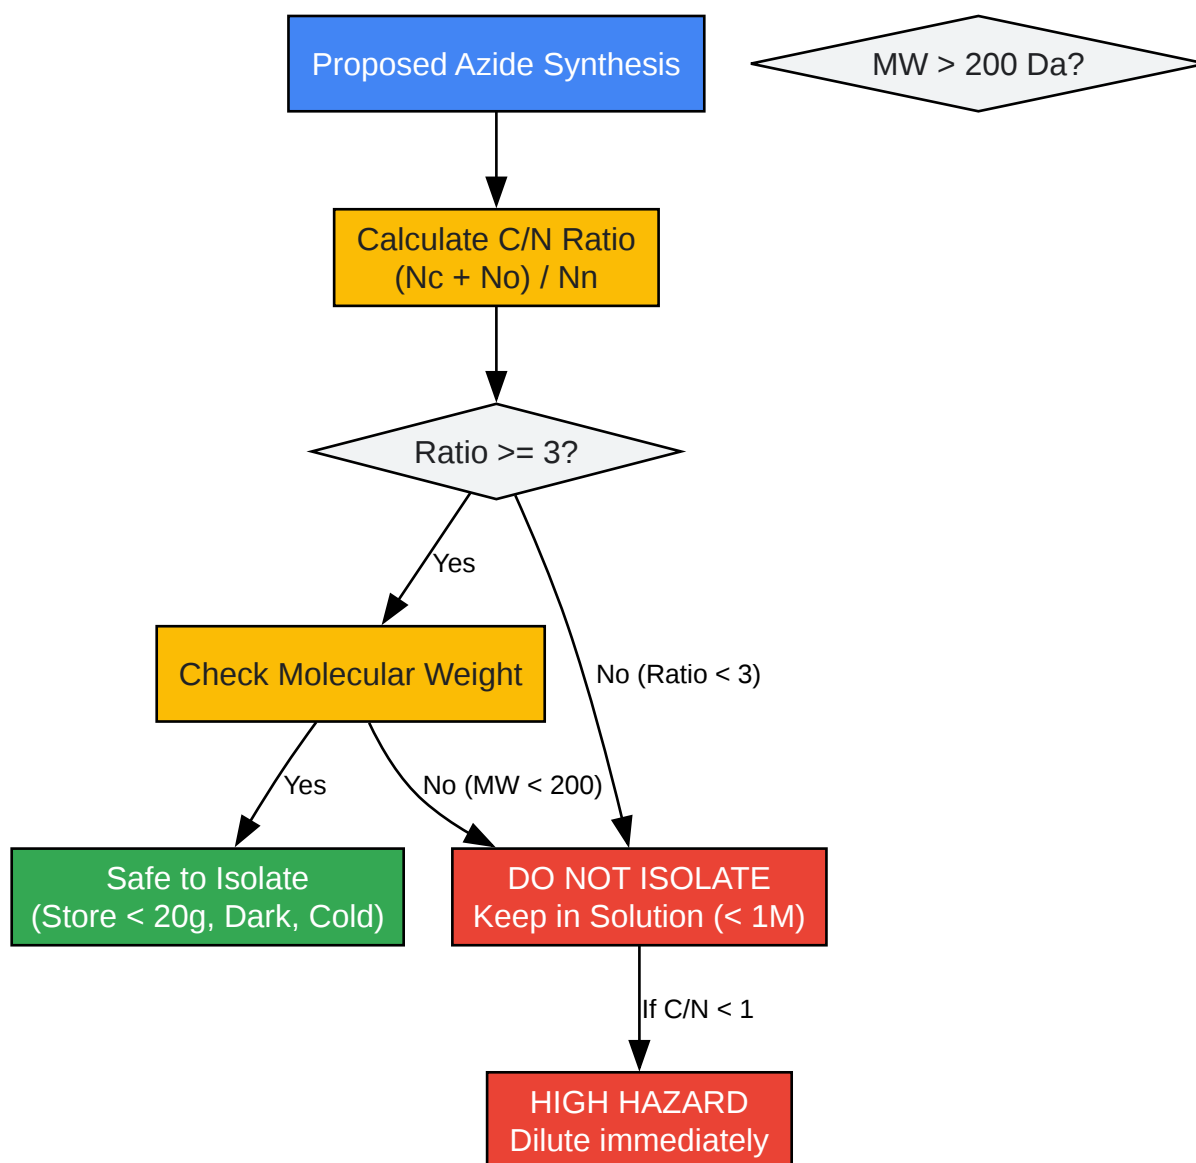 Proposed Azide Synthesis
MW > 200 Da?
Calculate C/N Ratio
(Nc + No) / Nn
Ratio >= 3?
Yes
Check Molecular Weight
No (Ratio < 3)
Yes
No (MW < 200)
Safe to Isolate
(Store < 20g, Dark, Cold)
DO NOT ISOLATE
Keep in Solution (< 1M)
If C/N < 1
HIGH HAZARD
Dilute immediately